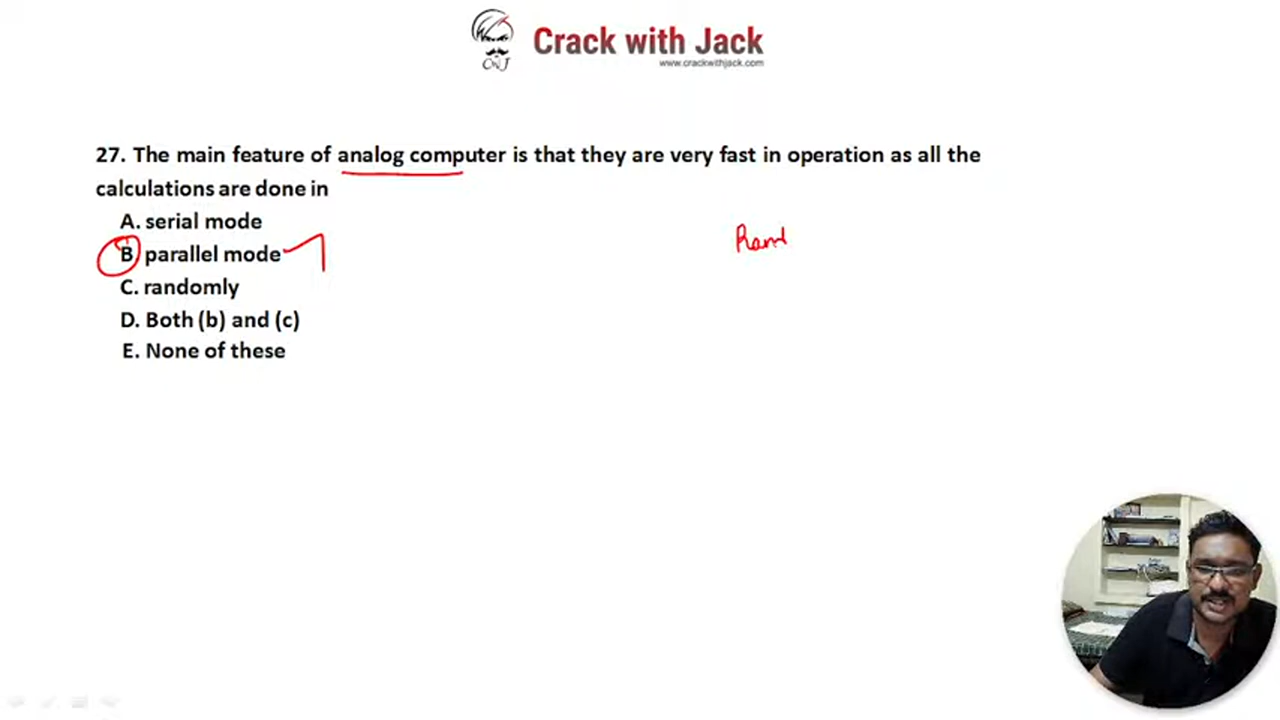 Crack with Jack
www.crackwithjack.com
27. The main feature of analog computer is that they are very fast in operation as all the
calculations are done in
A. serial mode
B parallel mode
C. randomly
D. Both (b) and (c)
E. None of these